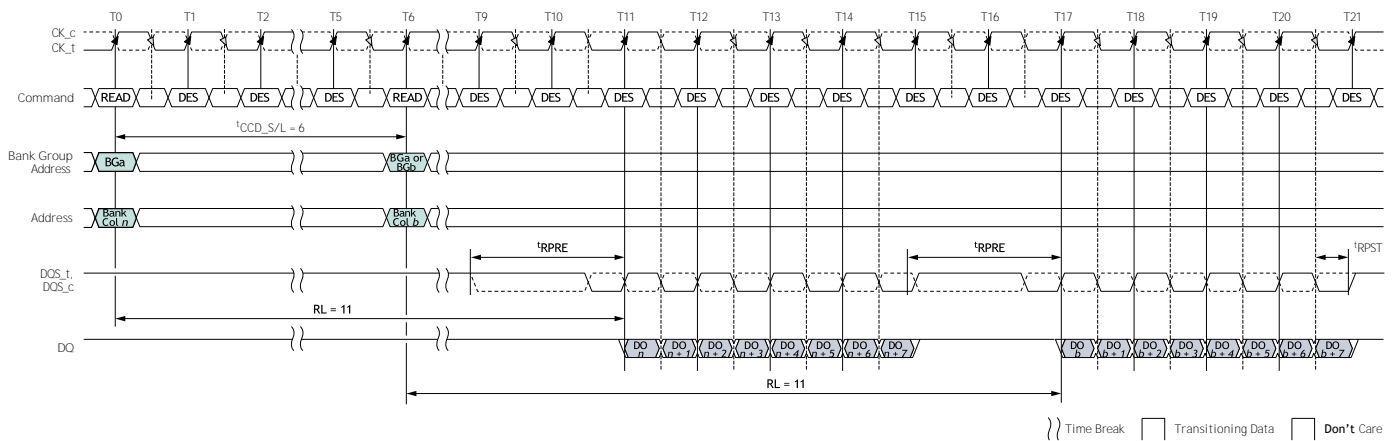 T0 T1 T2 T5 T6 T9 T10 T11 T12 T13 T14 T15 T16 T17 T18 T19 T20 T21
CK_c
CK_t
Command READ DES DES DES READ DES DES DES DES DES DES DES DES DES DES DES DES DES
tCCD_S/L = 6
Bank Group
Address
BGa
BGa or
BGb
Address
Bank
Col n
Bank
Col b
tRPRE tRPRE tRPST
DQS_t,
DQS_c
RL = 11
DQ
DO DO DO DO DO DO DO DO DO DO DO DO DO DO DO DO
n n + 1 n + 2 n + 3 n + 4 n + 5 n + 6 n + 7 b b + 1 b + 2 b + 3 b + 4 b + 5 b + 6 b + 7
RL = 11
Time Break Transitioning Data Don't Care